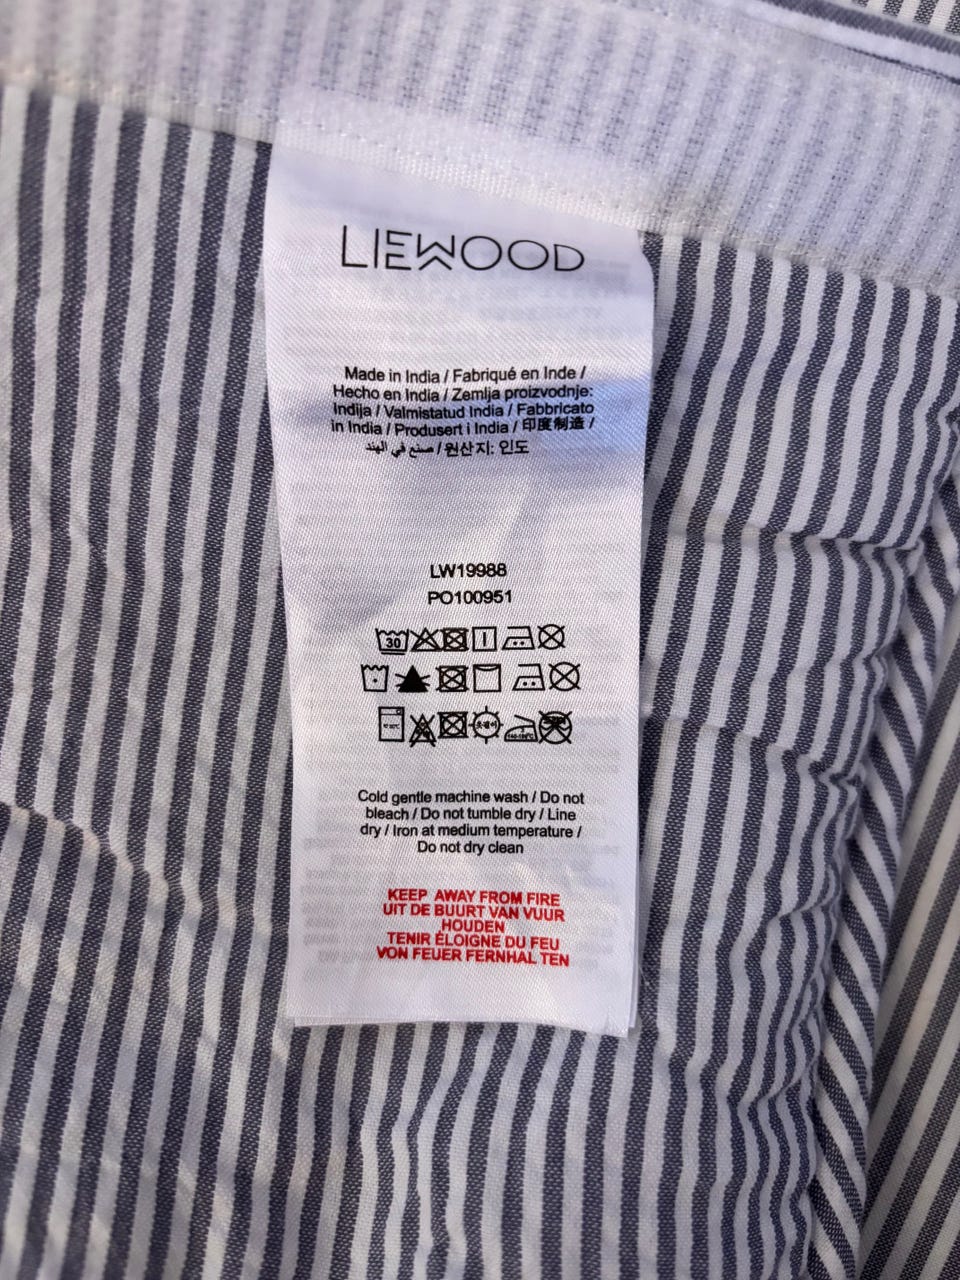 LIEWOOD
Made in India / Fabriqué en Inde /
Hecho en India / Zemlja proizvodnje:
Indija / Valmistatud India / Fabbricato
in India / Produsert i India / 印度制造 /
صنع في الهند / 원산지: 인도
LW19988
PO100951
30
Cold gentle machine wash / Do not
bleach / Do not tumble dry / Line
dry / Iron at medium temperature /
Do not dry clean
KEEP AWAY FROM FIRE
UIT DE BUURT VAN VUUR
HOUDEN
TENIR ÉLOIGNE DU FEU
VON FEUER FERNHAL TEN